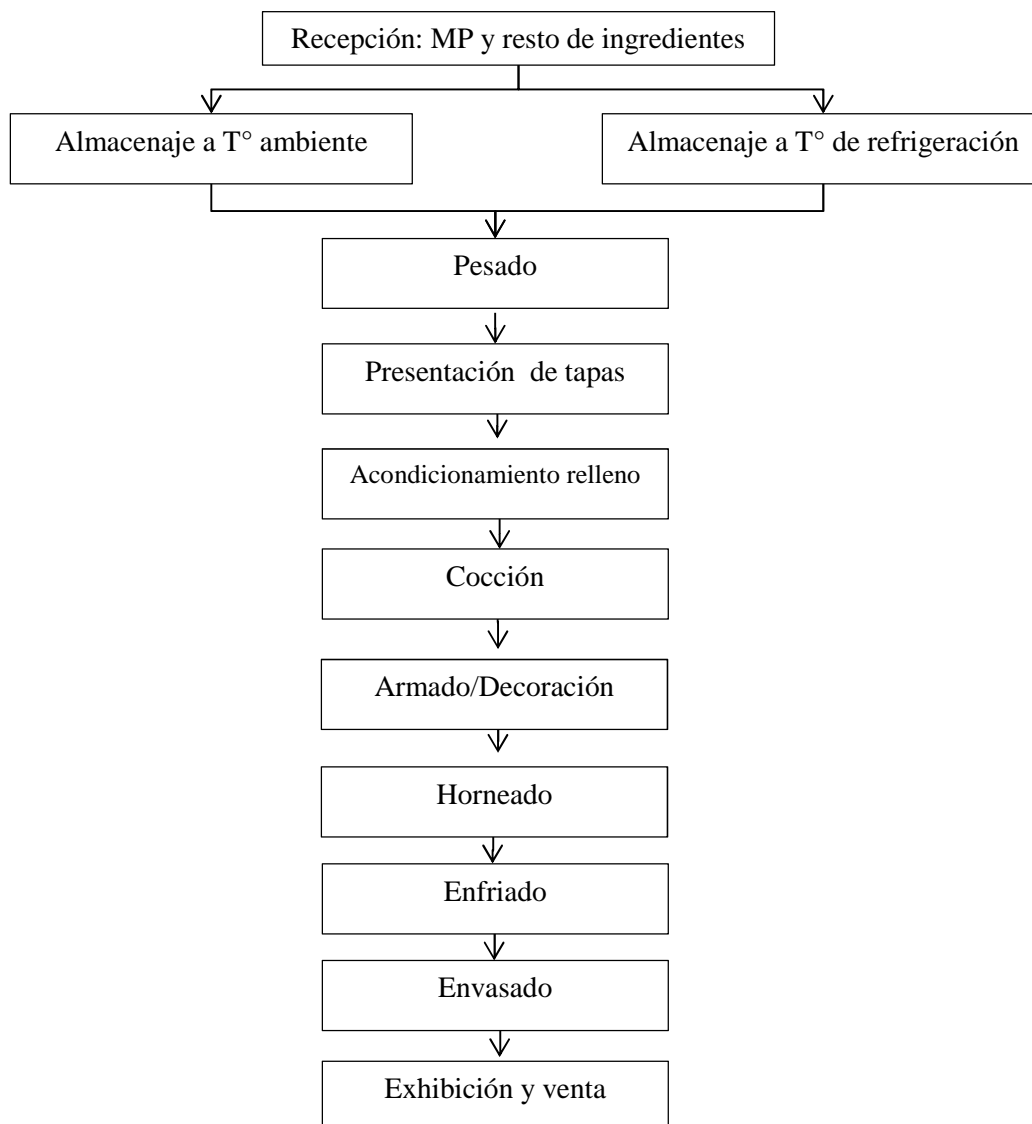 Recepción: MP y resto de ingredientes
Almacenaje a T° ambiente
Almacenaje a T° de refrigeración
Pesado
Presentación de tapas
Acondicionamiento relleno
Cocción
Armado/Decoración
Horneado
Enfriado
Envasado
Exhibición y venta